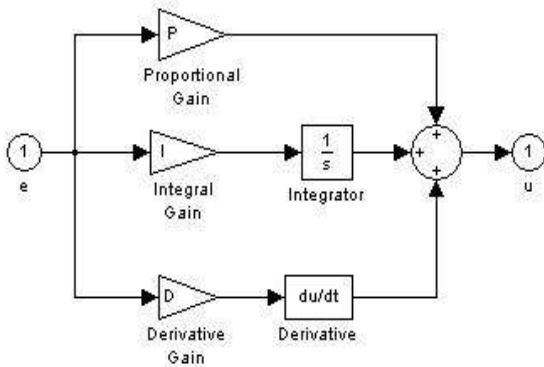 P
Proportional
Gain
1
e
I
Integral
Gain
1
s
Integrator
+
+
+
1
u
D
Derivative
Gain
du/dt
Derivative